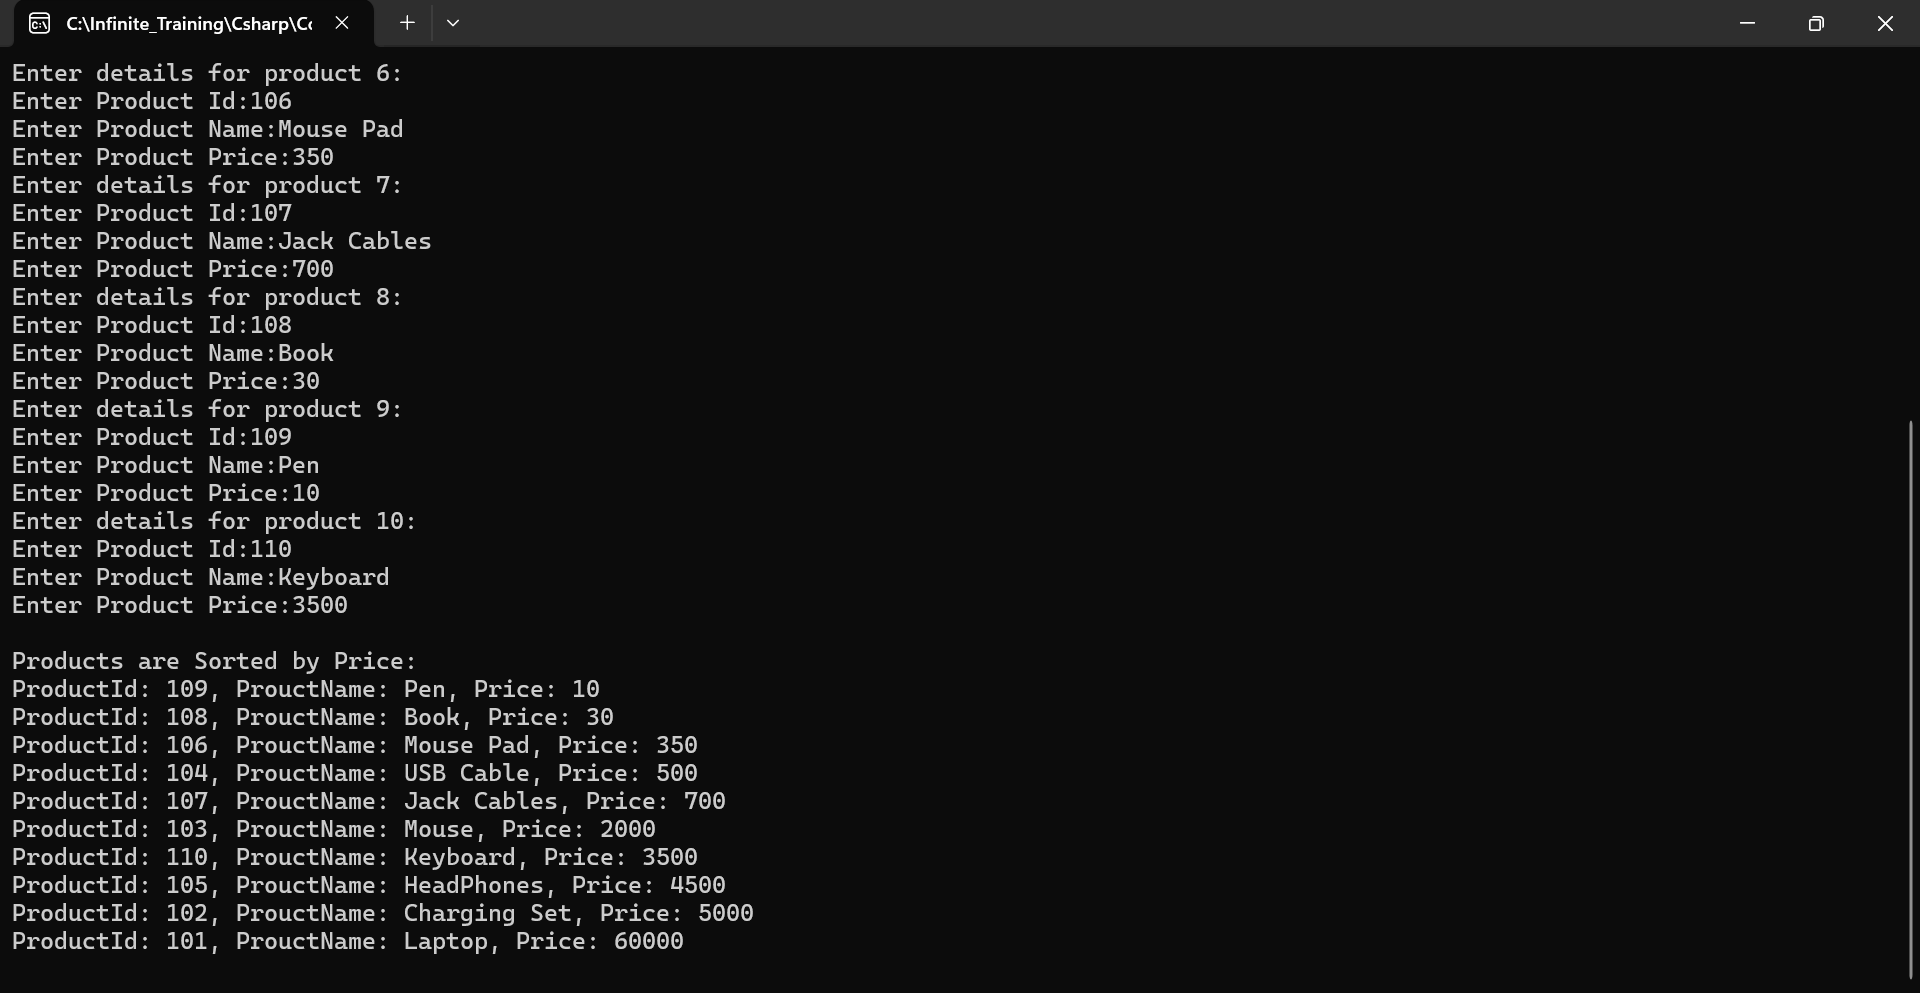 C:\Infinite_Training\Csharp\Cc
Enter details for product 6:
Enter Product Id:106
Enter Product Name:Mouse Pad
Enter Product Price:350
Enter details for product 7:
Enter Product Id:107
Enter Product Name:Jack Cables
Enter Product Price:700
Enter details for product 8:
Enter Product Id:108
Enter Product Name:Book
Enter Product Price:30
Enter details for product 9:
Enter Product Id:109
Enter Product Name:Pen
Enter Product Price:10
Enter details for product 10:
Enter Product Id:110
Enter Product Name:Keyboard
Enter Product Price:3500
Products are Sorted by Price:
ProductId: 109, ProuctName: Pen, Price: 10
ProductId: 108, ProuctName: Book, Price: 30
ProductId: 106, ProuctName: Mouse Pad, Price: 350
ProductId: 104, ProuctName: USB Cable, Price: 500
ProductId: 107, ProuctName: Jack Cables, Price: 700
ProductId: 103, ProuctName: Mouse, Price: 2000
ProductId: 110, ProuctName: Keyboard, Price: 3500
ProductId: 105, ProuctName: HeadPhones, Price: 4500
ProductId: 102, ProuctName: Charging Set, Price: 5000
ProductId: 101, ProuctName: Laptop, Price: 60000